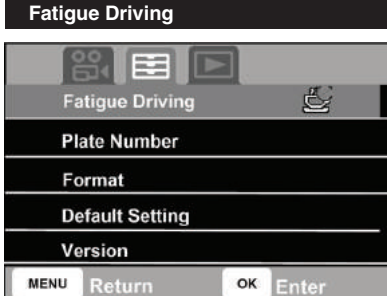 Fatigue Driving
Fatigue Driving
Plate Number
Format
Default Setting
Version
MENU Return OK Enter